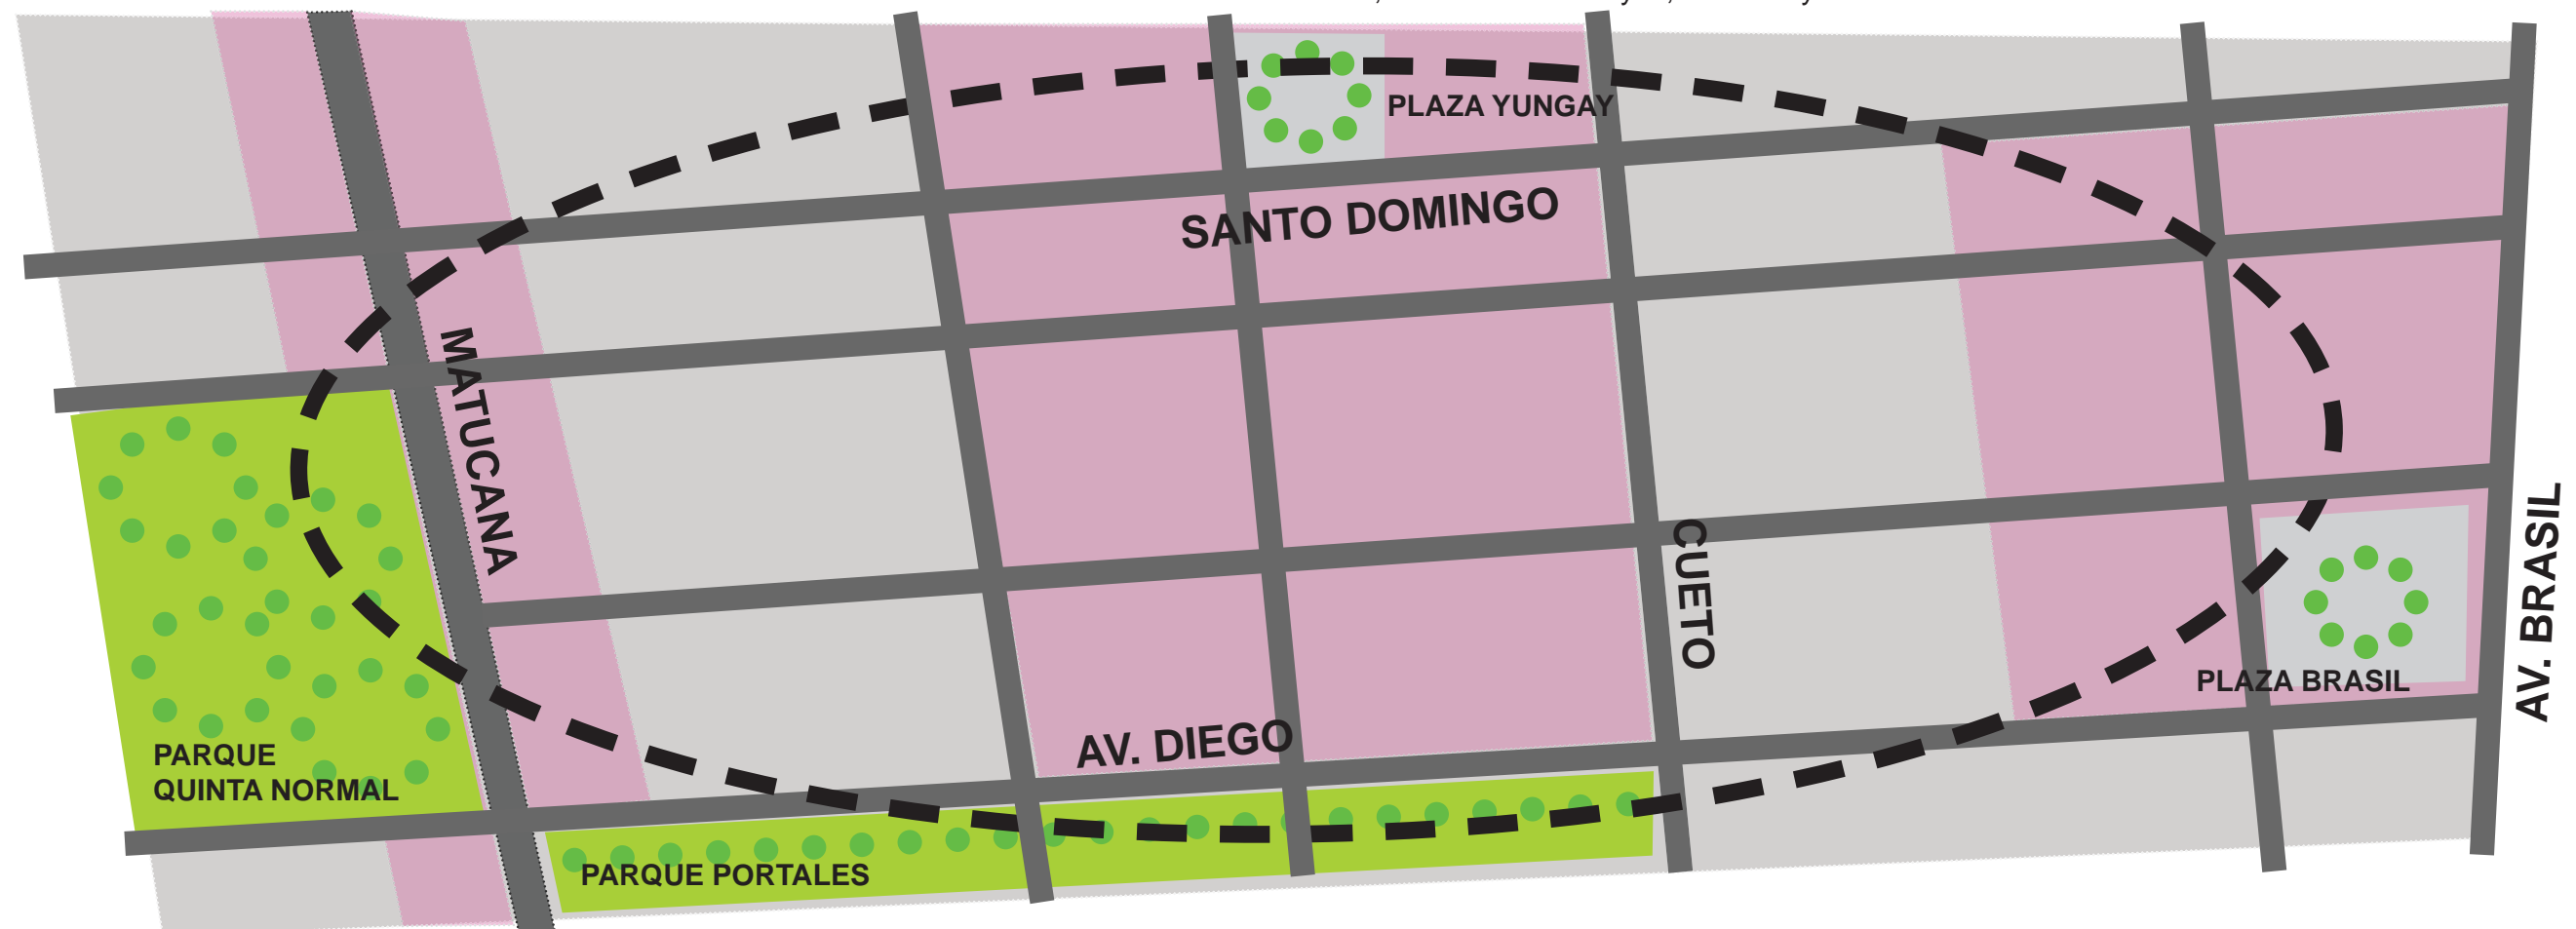 PLAZA YUNGAY
SANTO DOMINGO
MATUCANA
CUETO
AV. BRASIL
PLAZA BRASIL
AV. DIEGO
PARQUE
QUINTA NORMAL
PARQUE PORTALES